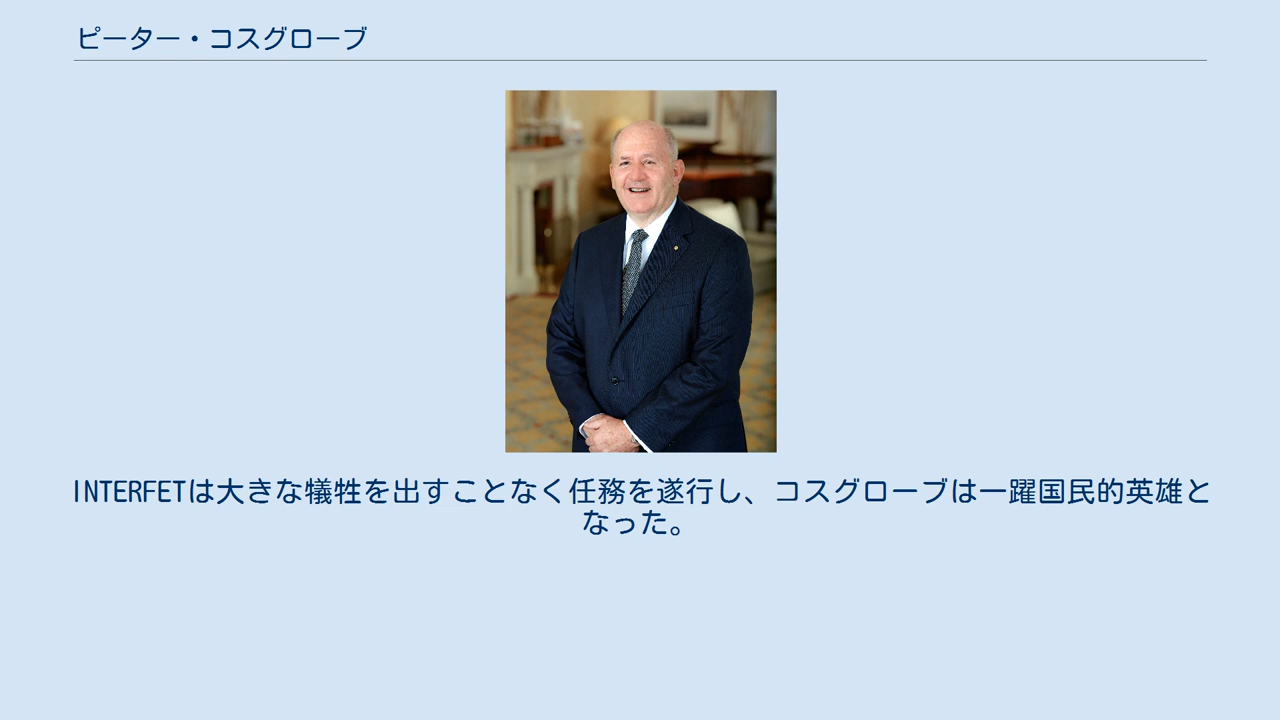 ピーター・コスグローブ
INTERFETは大きな犠牲を出すことなく任務を遂行し、コスグローブは一躍国民的英雄と
なった。